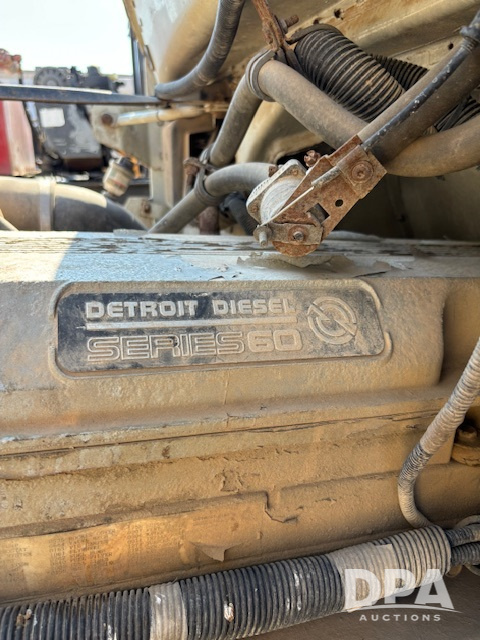 DETROIT DIESEL
SERIES 60
DPA
AUCTIONS